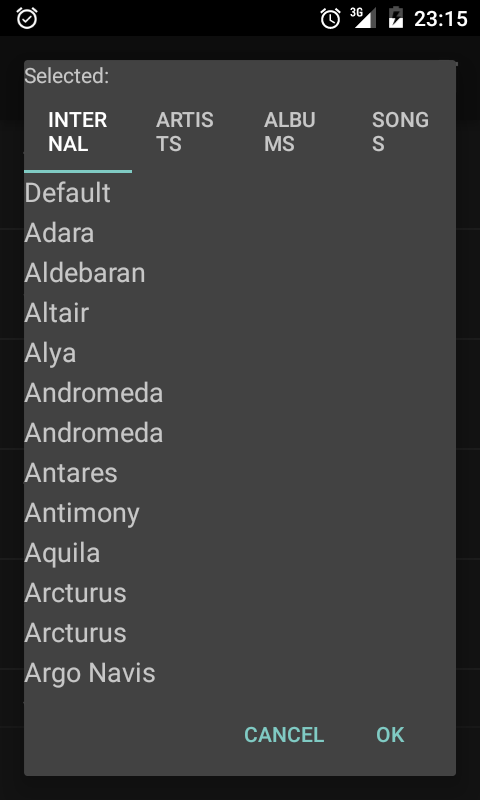 3G 23:15
Selected:
INTER
NAL
ARTIS
TS
ALBU
MS
SONG
S
Default
Adara
Aldebaran
Altair
Alya
Andromeda
Andromeda
Antares
Antimony
Aquila
Arcturus
Arcturus
Argo Navis
CANCEL OK